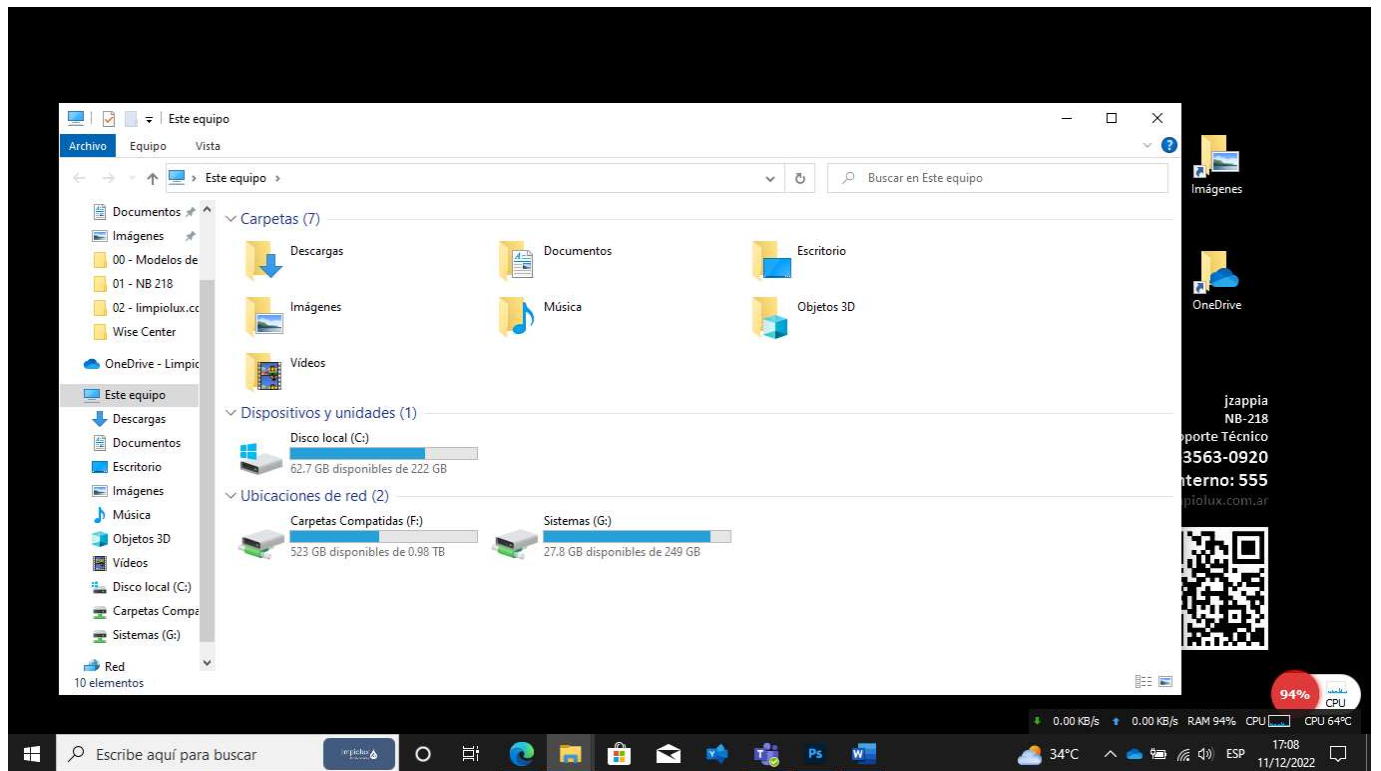 Este equipo
Archivo Equipo Vista
Este equipo
Buscar en Este equipo
Documentos
Imágenes
00 - Modelos de
01 - NB 218
02 - limpiolux.cc
Wise Center
OneDrive - Limpic
Este equipo
Descargas
Documentos
Escritorio
Imágenes
Música
Objetos 3D
Vídeos
Disco local (C:)
Carpetas Compa
Sistemas (G:)
Red
10 elementos
Carpetas (7)
Descargas
Documentos
Escritorio
Imágenes
Música
Objetos 3D
Vídeos
Dispositivos y unidades (1)
Disco local (C:)
62.7 GB disponibles de 222 GB
Ubicaciones de red (2)
Carpetas Compatidas (F:)
523 GB disponibles de 0.98 TB
Sistemas (G:)
27.8 GB disponibles de 249 GB
Imágenes
OneDrive
jzappia
NB-218
porte Técnico
3563-0920
nterno: 555
piolux.com.ar
94%
CPU
0.00 KB/s 0.00 KB/s RAM 94% CPU CPU 64ºC
Escribe aquí para buscar
Ps
W
34°C
ESP
17:08
11/12/2022